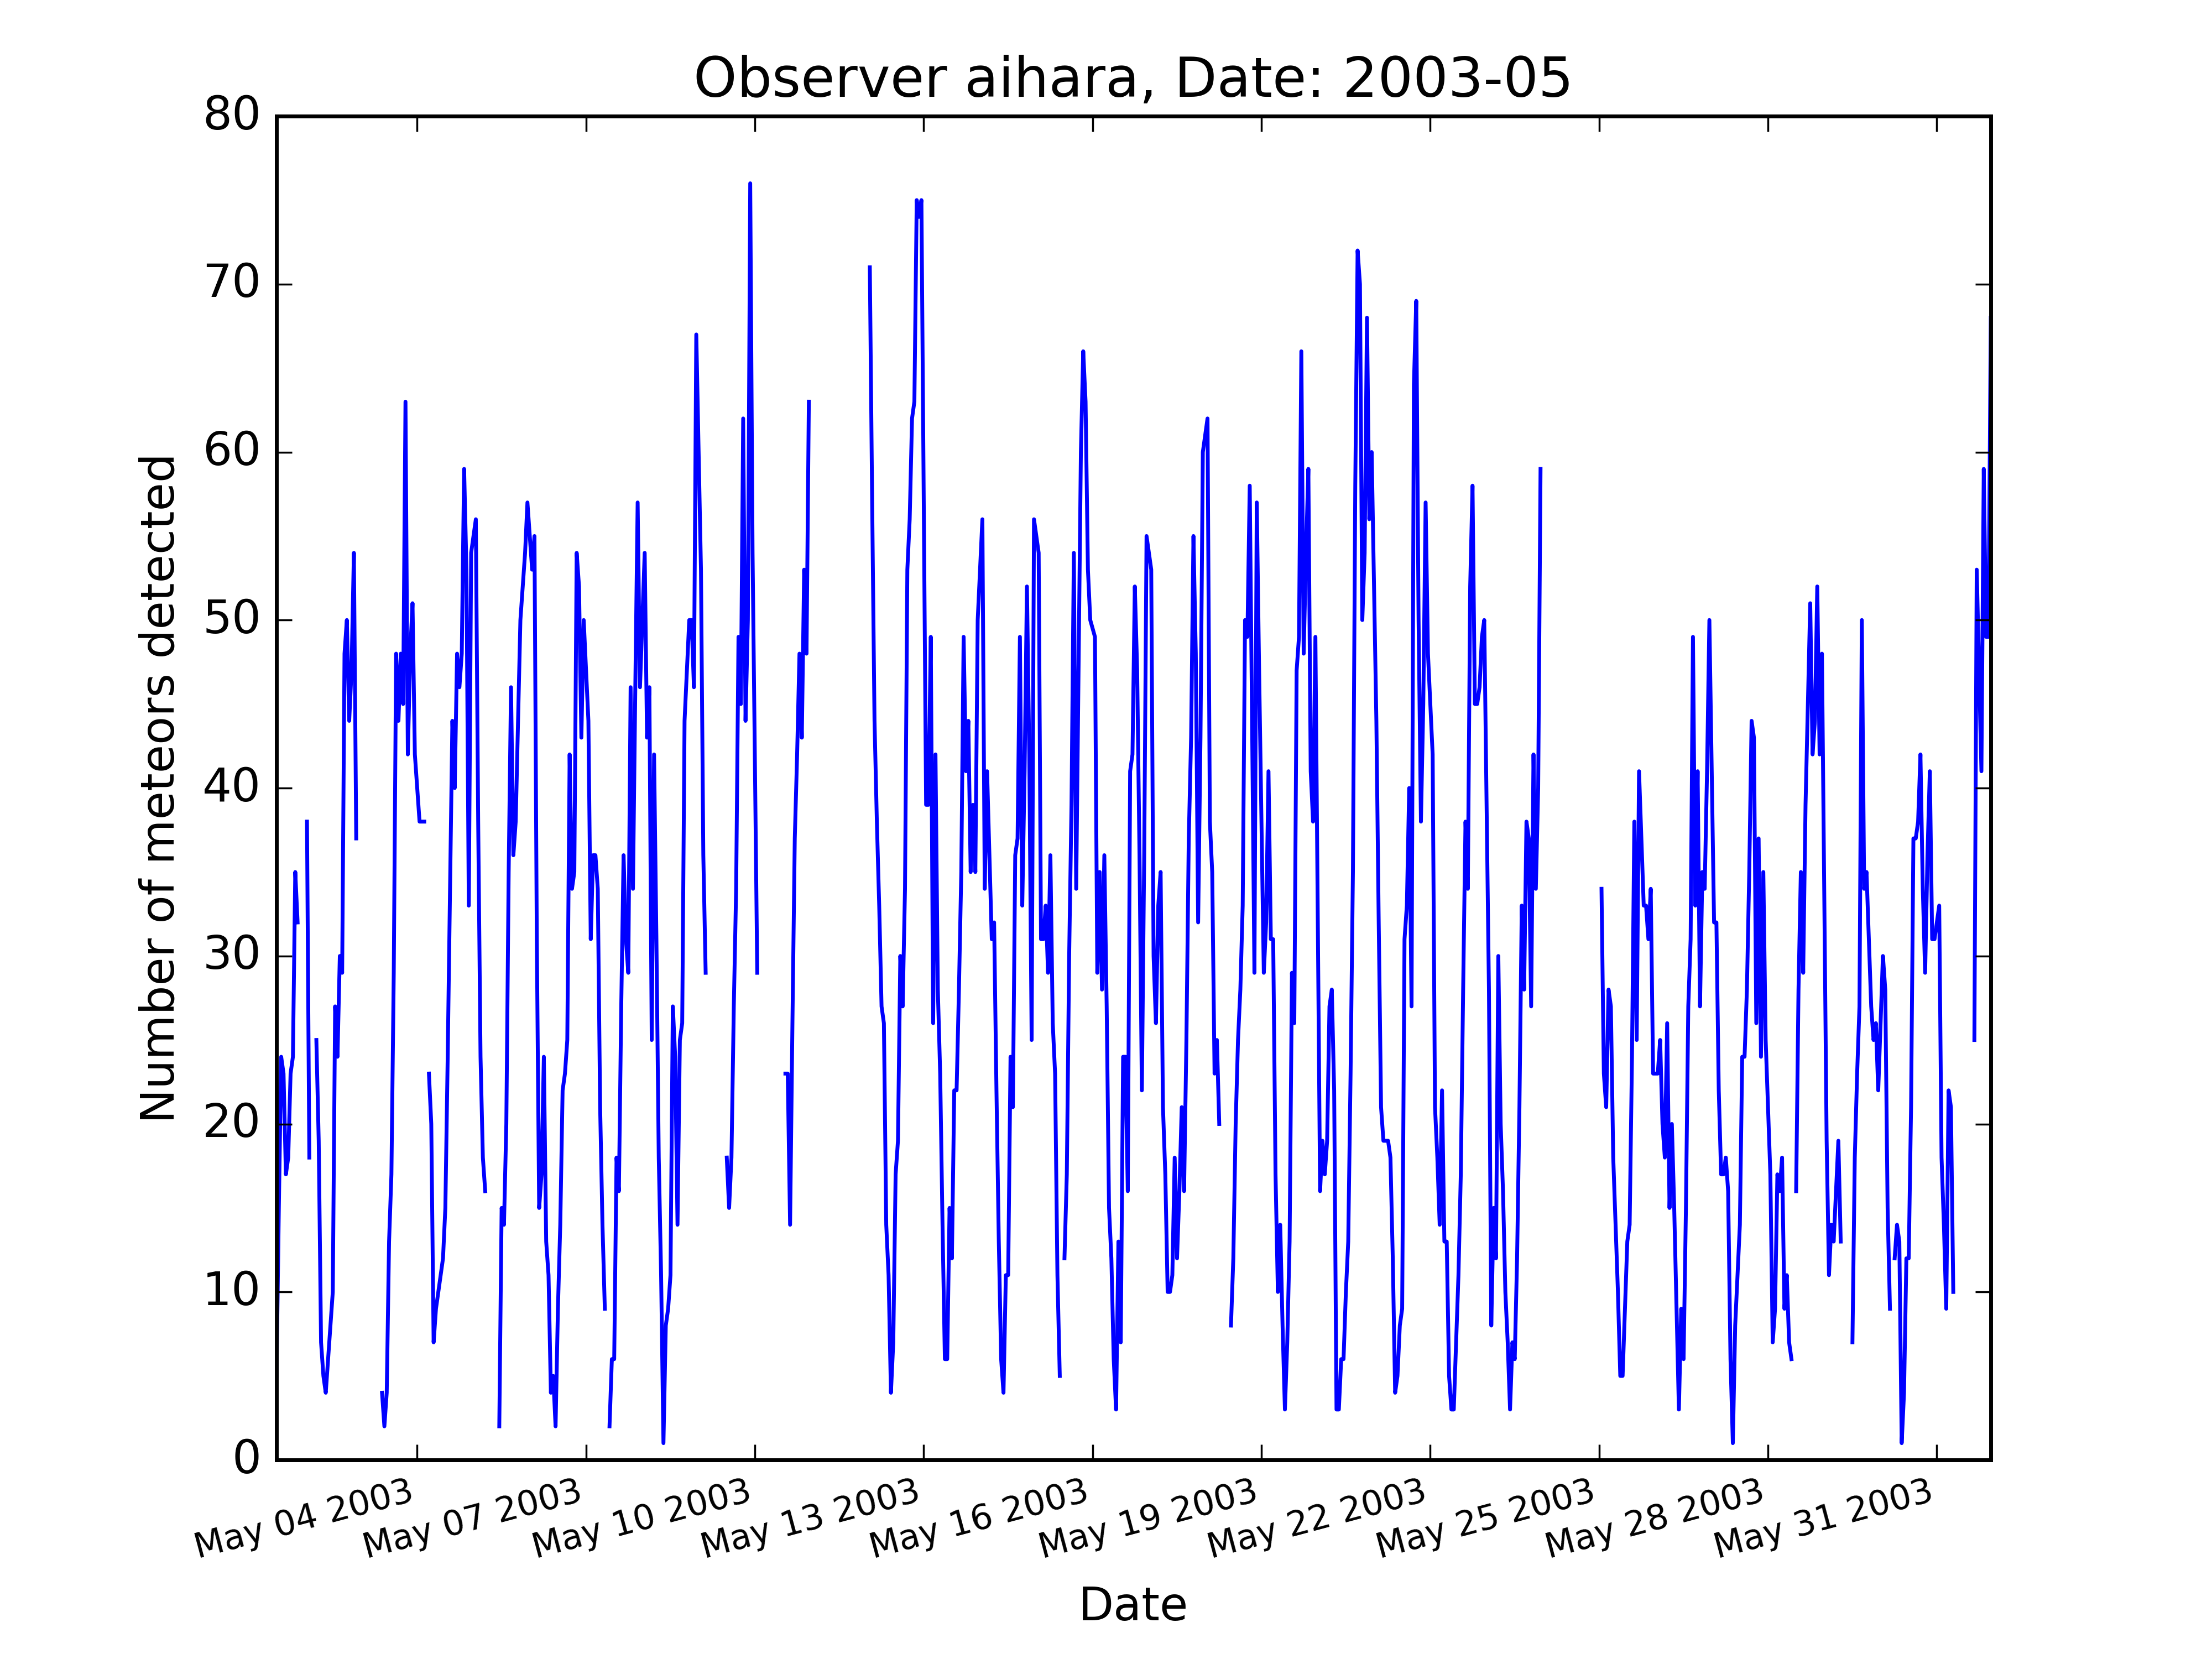 Observer aihara, Date: 2003-05
80
70
60
50
40
30
20
10
0
Number of meteors detected
May 04 2003
May 07 2003
May 10 2003
May 13 2003
May 16 2003
May 19 2003
May 22 2003
May 25 2003
May 28 2003
May 31 2003
Date